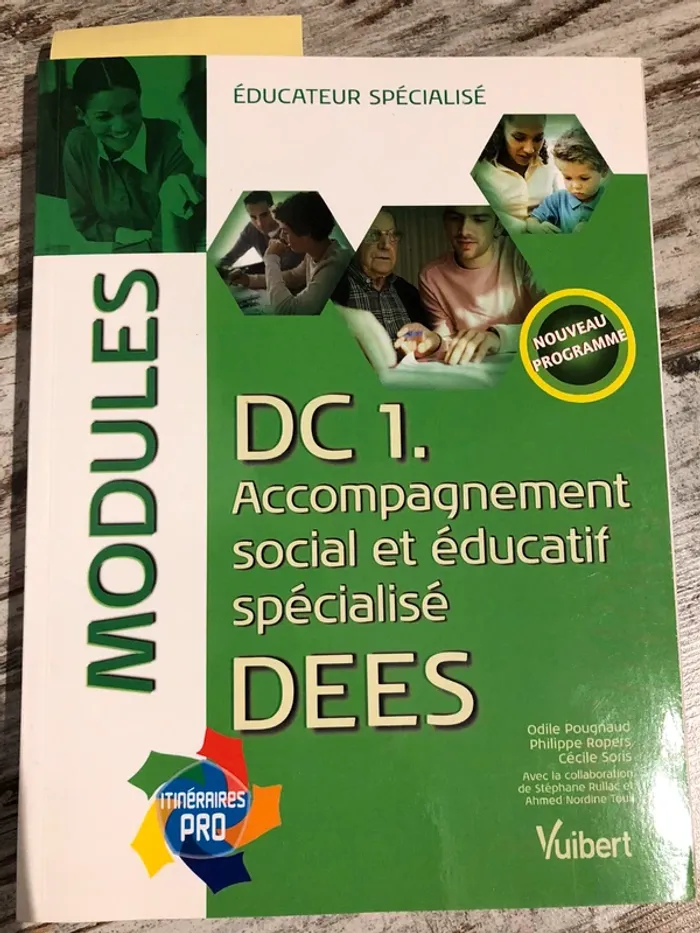 ÉDUCATEUR SPÉCIALISÉ
MODULES
NOUVEAU
PROGRAMME
DC 1.
Accompagnement
social et éducatif
spécialisé
DEES
Odile Pougnaud
Philippe Ropers
Cécile Soris
Avec la collaboration
de Stéphane Rullac et
Ahmed Nordine Touil
ITINÉRAIRES
PRO
Vuibert